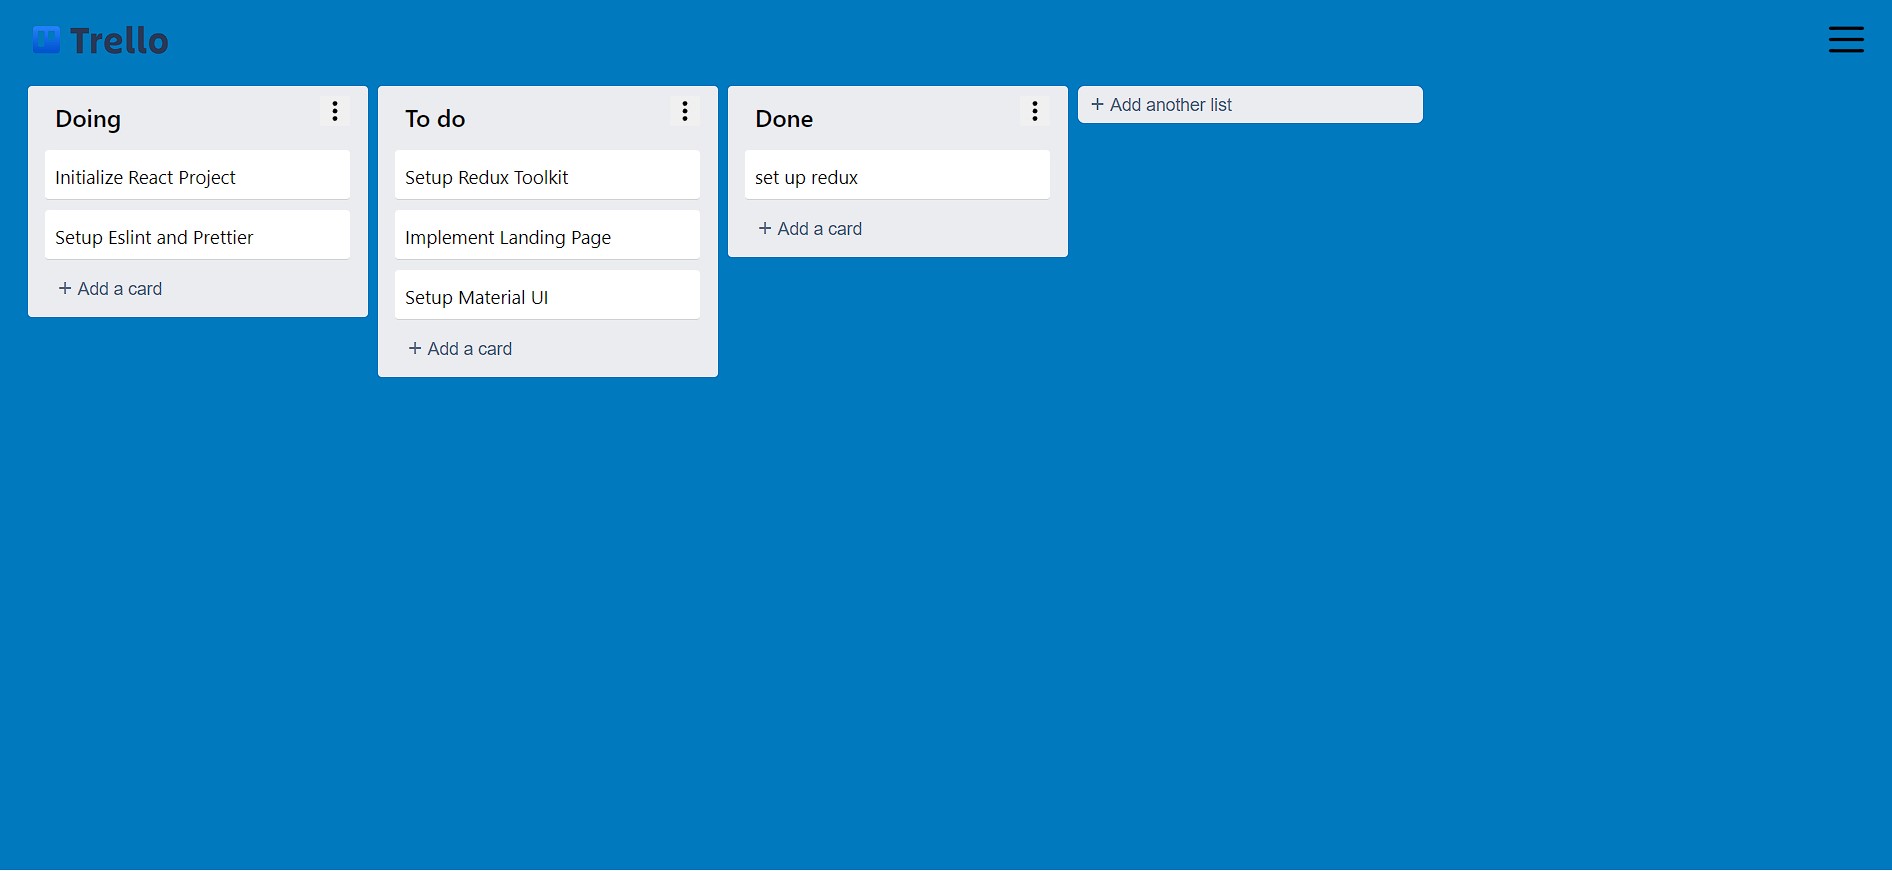 Trello
Doing
Initialize React Project
Setup Eslint and Prettier
+ Add a card
To do
Setup Redux Toolkit
Implement Landing Page
Setup Material UI
+ Add a card
Done
set up redux
+ Add a card
+ Add another list